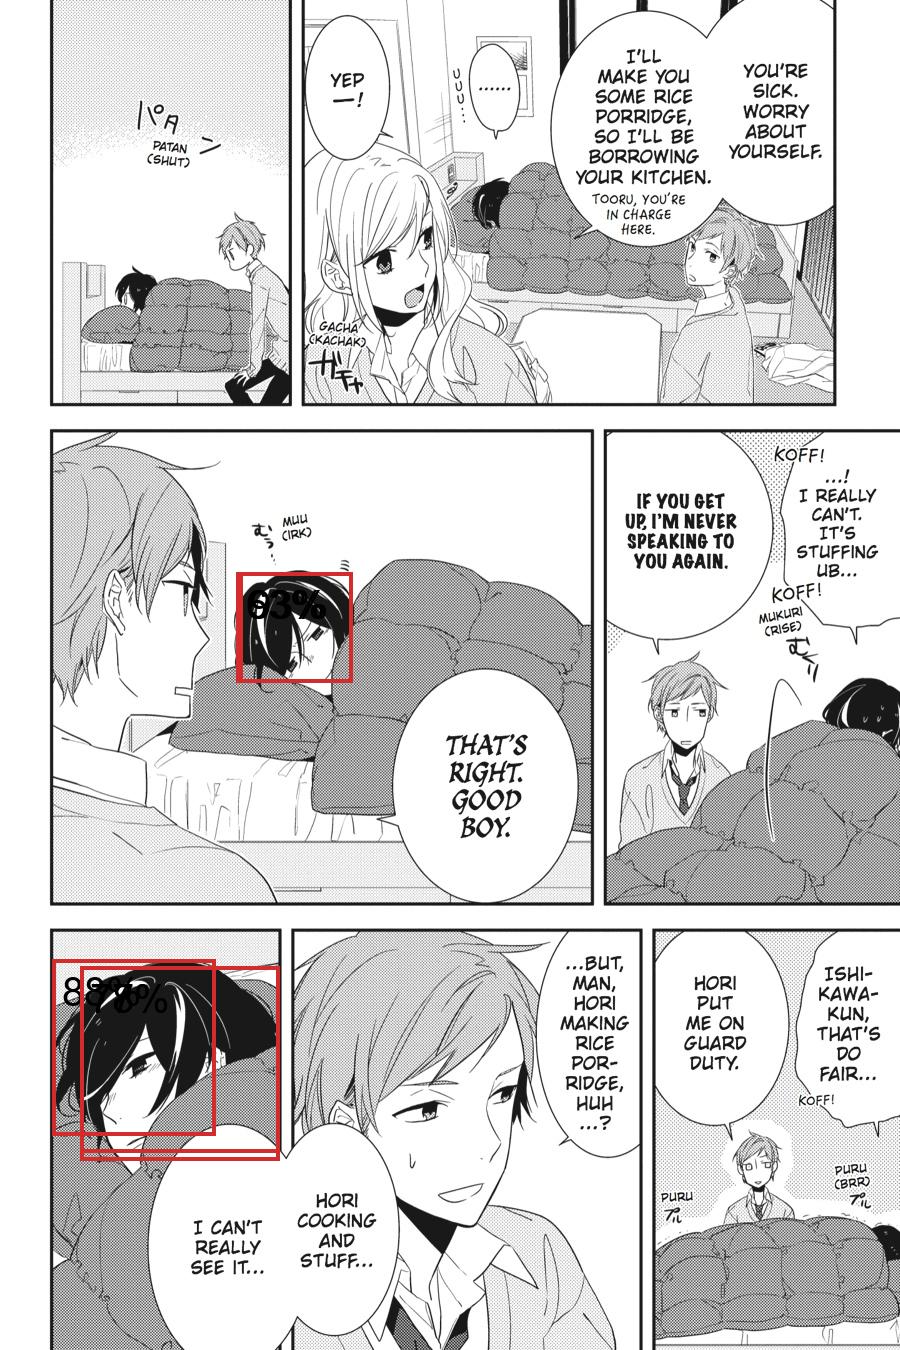 YOU'RE
SICK.
WORRY
ABOUT
YOURSELF.
I'LL
MAKE YOU
SOME RICE
PORRIDGE,
SO I'LL BE
BORROWING
YOUR KITCHEN.
TOORU, YOU'RE
IN CHARGE
HERE.
......
UUU...
YEP
—!
GACHA
(KACHAK)
ガチャ
パタン
PATAN
(SHUT)
KOFF!
...!
I REALLY
CAN'T.
IT'S
STUFFING
UB...
KOFF!
MUKURI
(RISE)
むくり
IF YOU GET
UP, I'M NEVER
SPEAKING TO
YOU AGAIN.
MUU
(IRK)
むぅ…
THAT'S
RIGHT.
GOOD
BOY.
ISHI-
KAWA-
KUN,
THAT'S
DO
FAIR...
KOFF!
HORI
PUT
ME ON
GUARD
DUTY.
PURU
(BRR)
プル
PURU
プル
...BUT,
MAN,
HORI
MAKING
RICE
POR-
RIDGE,
HUH
...?
HORI
COOKING
AND
STUFF...
I CAN'T
REALLY
SEE IT...